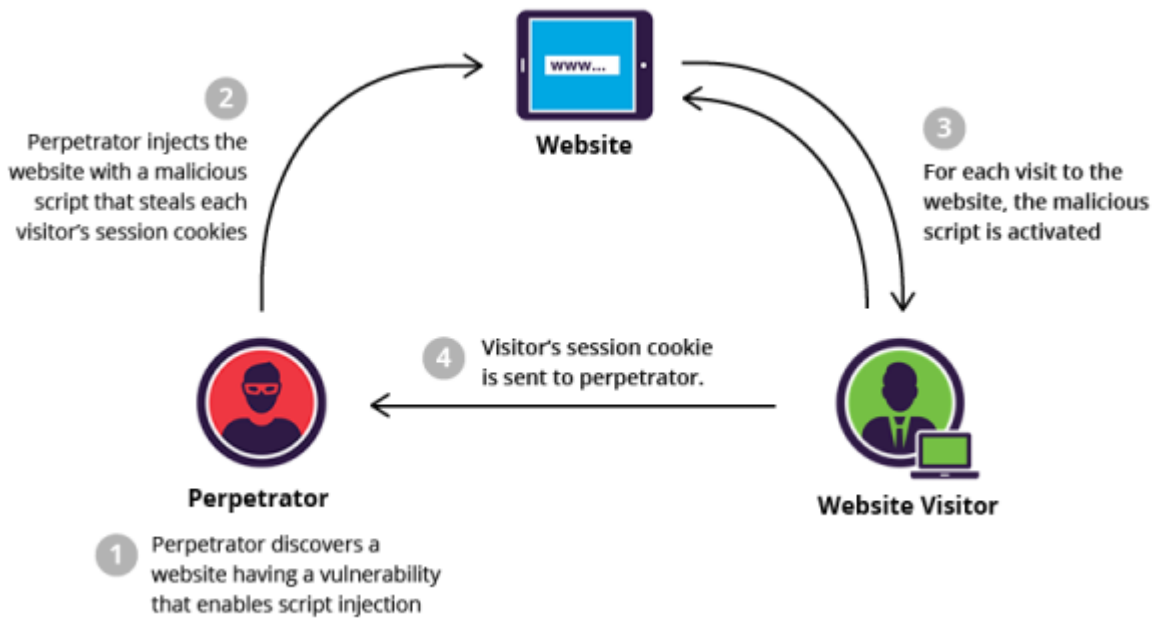 www...
Website
2
Perpetrator injects the
website with a malicious
script that steals each
visitor's session cookies
3
For each visit to the
website, the malicious
script is activated
4
Visitor's session cookie
is sent to perpetrator.
Perpetrator
Website Visitor
1
Perpetrator discovers a
website having a vulnerability
that enables script injection